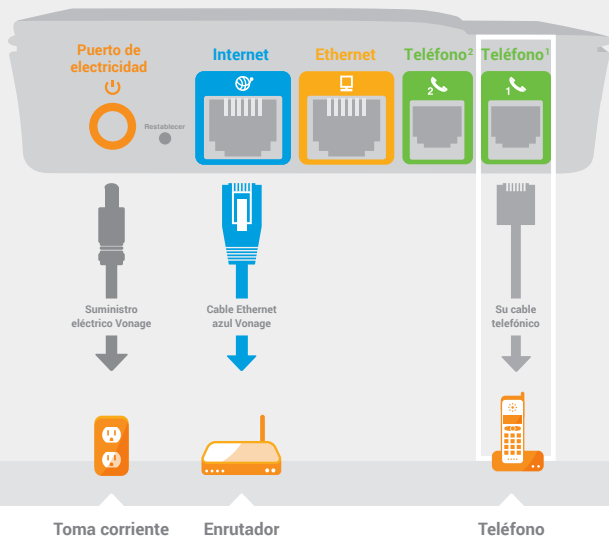 Puerto de
electricidad
Internet
Ethernet
Teléfono²
Teléfono¹
2
1
Restablecer
Suministro
eléctrico Vonage
Cable Ethernet
azul Vonage
Su cable
telefónico
Toma corriente
Enrutador
Teléfono